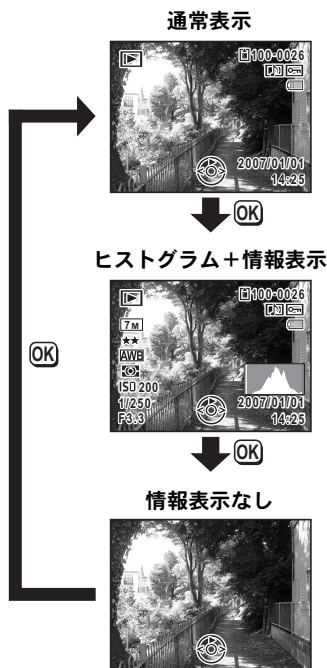 通常表示
100-0026
2007/01/01
14:25
OK
ヒストグラム+情報表示
100-0026
7M
★★
AWB
ISO 200
1/250
F3.3
2007/01/01
14:25
OK
OK
情報表示なし